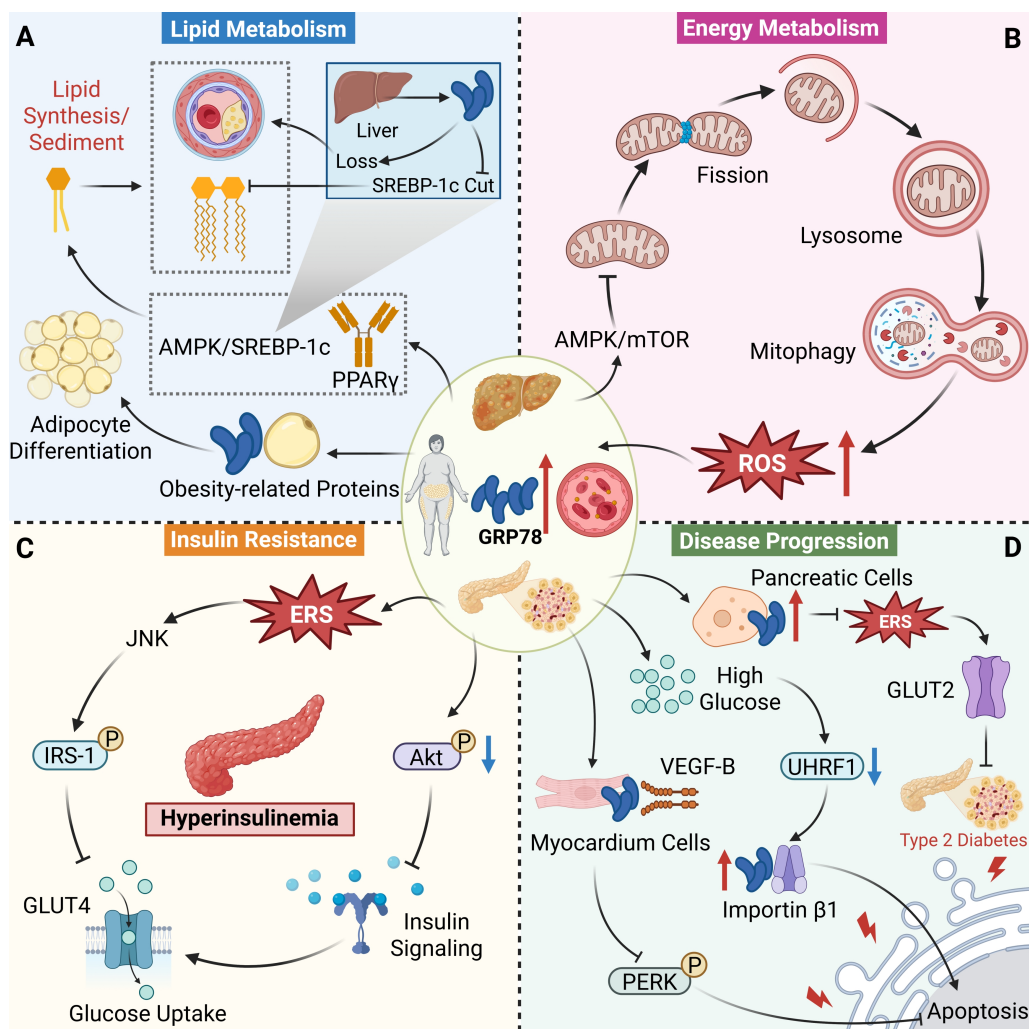 A
Lipid Metabolism
Lipid
Synthesis/
Sediment
Liver
Loss
SREBP-1c Cut
AMPK/SREBP-1c
PPARγ
Adipocyte
Differentiation
Obesity-related Proteins
Energy Metabolism
B
Fission
Lysosome
Mitophagy
AMPK/mTOR
ROS
GRP78
C
Insulin Resistance
ERS
JNK
IRS-1
P
Akt
P
Hyperinsulinemia
GLUT4
Insulin
Signaling
Glucose Uptake
Disease Progression
D
Pancreatic Cells
ERS
GLUT2
High
Glucose
UHRF1
VEGF-B
Myocardium Cells
Type 2 Diabetes
Importin β1
PERK
P
Apoptosis